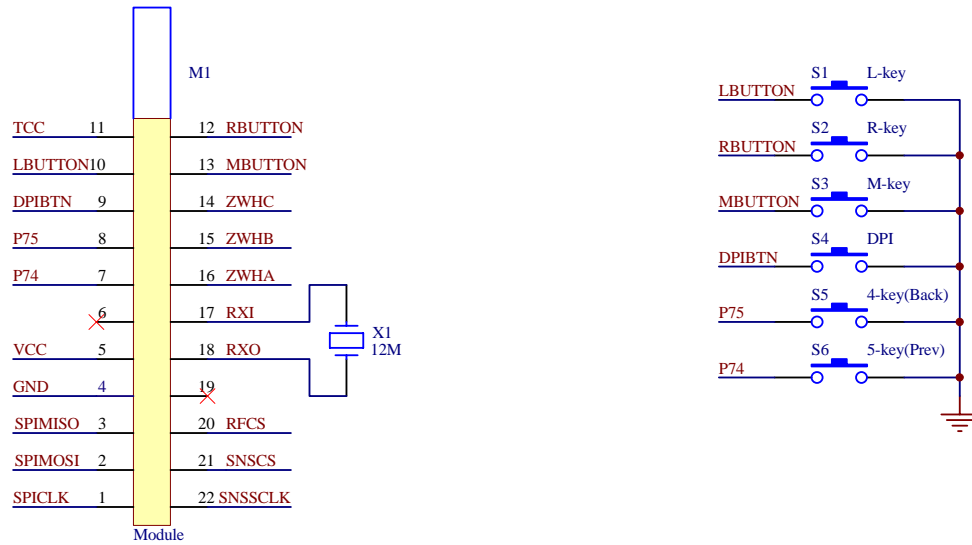 M1
TCC 11 12 RBUTTON
LBUTTON 10 13 MBUTTON
DPIBTN 9 14 ZWHC
P75 8 15 ZWHB
P74 7 16 ZWHA
6 17 RXI
VCC 5 18 RXO
GND 4 19
SPIMISO 3 20 RFCS
SPIMOSI 2 21 SNSCS
SPICLK 1 22 SNSSCLK
Module
X1
12M
S1 L-key
LBUTTON
S2 R-key
RBUTTON
S3 M-key
MBUTTON
S4 DPI
DPIBTN
S5 4-key(Back)
P75
S6 5-key(Prev)
P74